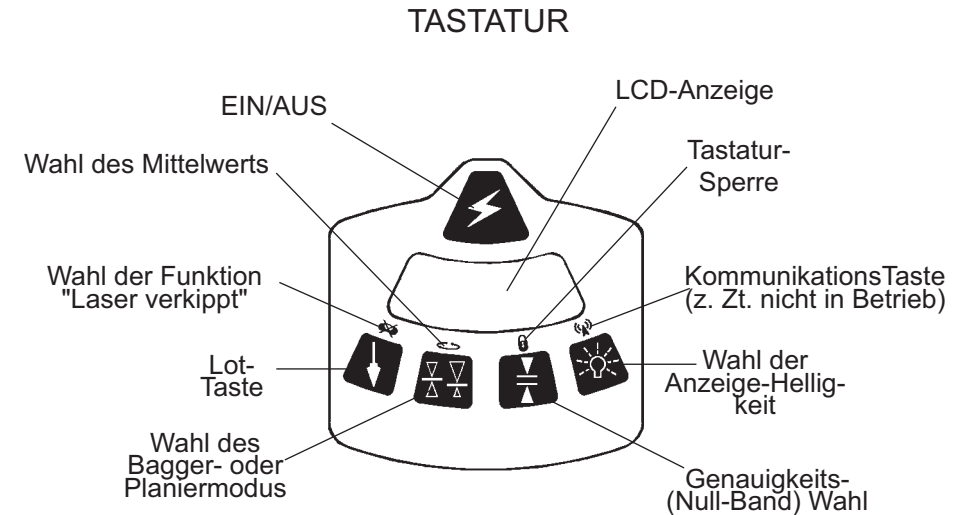 TASTATUR
EIN/AUS
LCD-Anzeige
Wahl des Mittelwerts
Tastatur-
Sperre
Wahl der Funktion
"Laser verkippt"
KommunikationsTaste
(z. Zt. nicht in Betrieb)
Lot-
Taste
Wahl der
Anzeige-Hellig-
keit
Wahl des
Bagger- oder
Planiermodus
Genauigkeits-
(Null-Band) Wahl